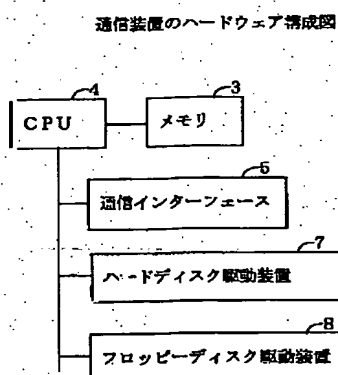 通信装置のハードウェア構成図
4
3
CPU
メモリ
5
通信インターフェース
7
ハードディスク駆動装置
8
フロッピーディスク駆動装置